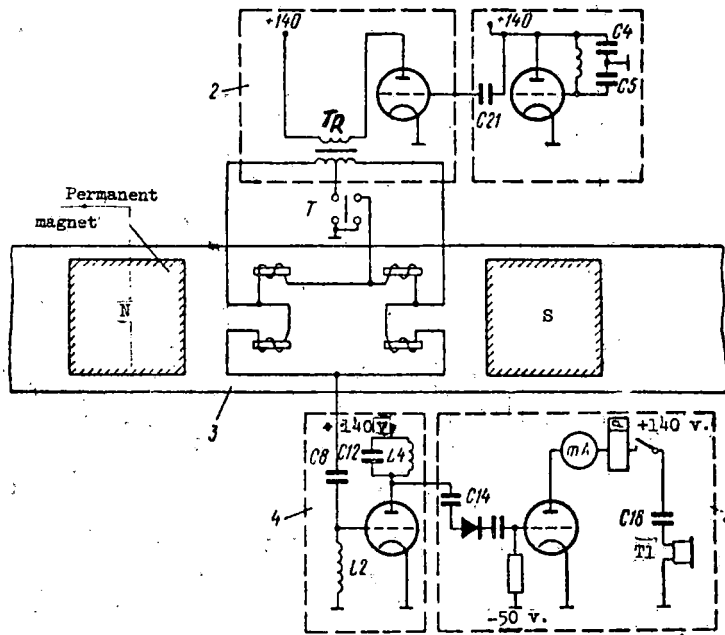 +140
+140
C4
2
C5
TR
C21
Permanent
magnet
T
N
S
3
+140 v.
+140 v.
C8
C12
L4
mA
P
4
C14
C18
T1
L2
-50 v.